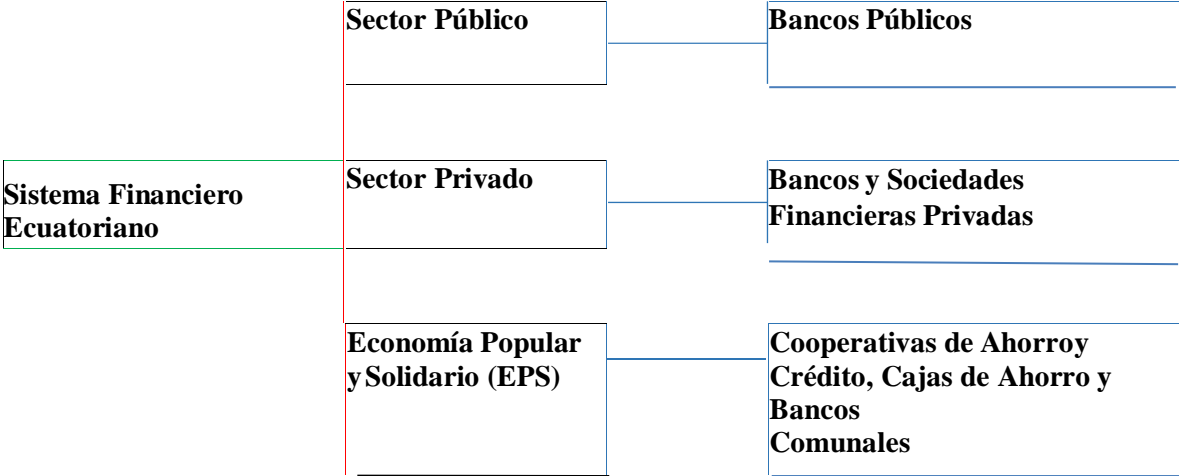 Sector Público
Bancos Públicos
Sistema Financiero
Ecuatoriano
Sector Privado
Bancos y Sociedades
Financieras Privadas
Economía Popular
y Solidario (EPS)
Cooperativas de Ahorroy
Crédito, Cajas de Ahorro y
Bancos
Comunales